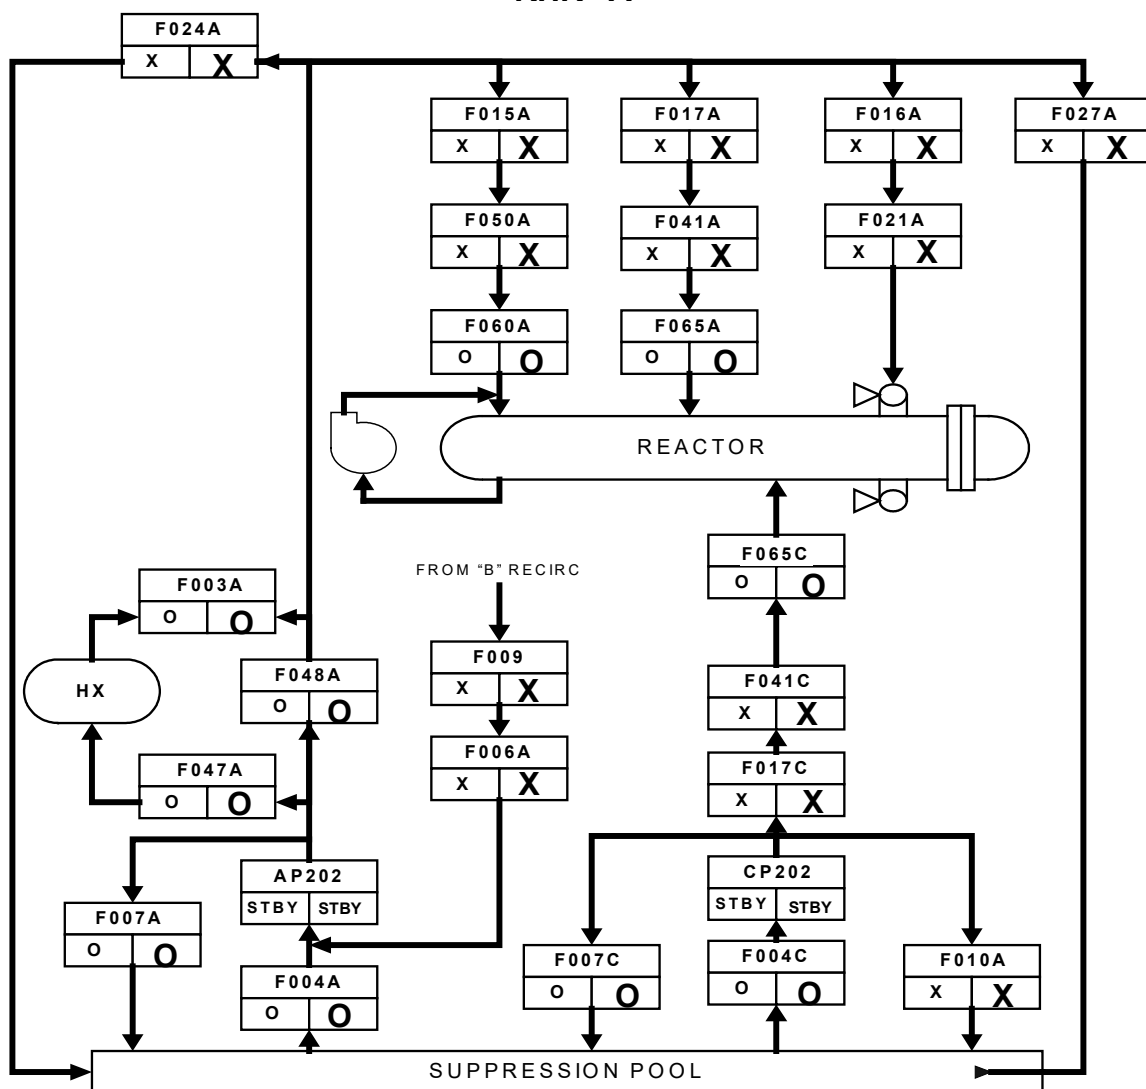 F024A
X X
F015A
X X
F017A
X X
F016A
X X
F027A
X X
F050A
X X
F041A
X X
F021A
X X
F060A
O O
F065A
O O
REACTOR
F065C
O O
FROM "B" RECIRC
F003A
O O
F009
X X
HX
F048A
O O
F041C
X X
F006A
X X
F047A
O O
F017C
X X
AP202
STBY STBY
CP202
STBY STBY
F007A
O O
F007C
O O
F004C
O O
F010A
X X
F004A
O O
SUPPRESSION POOL